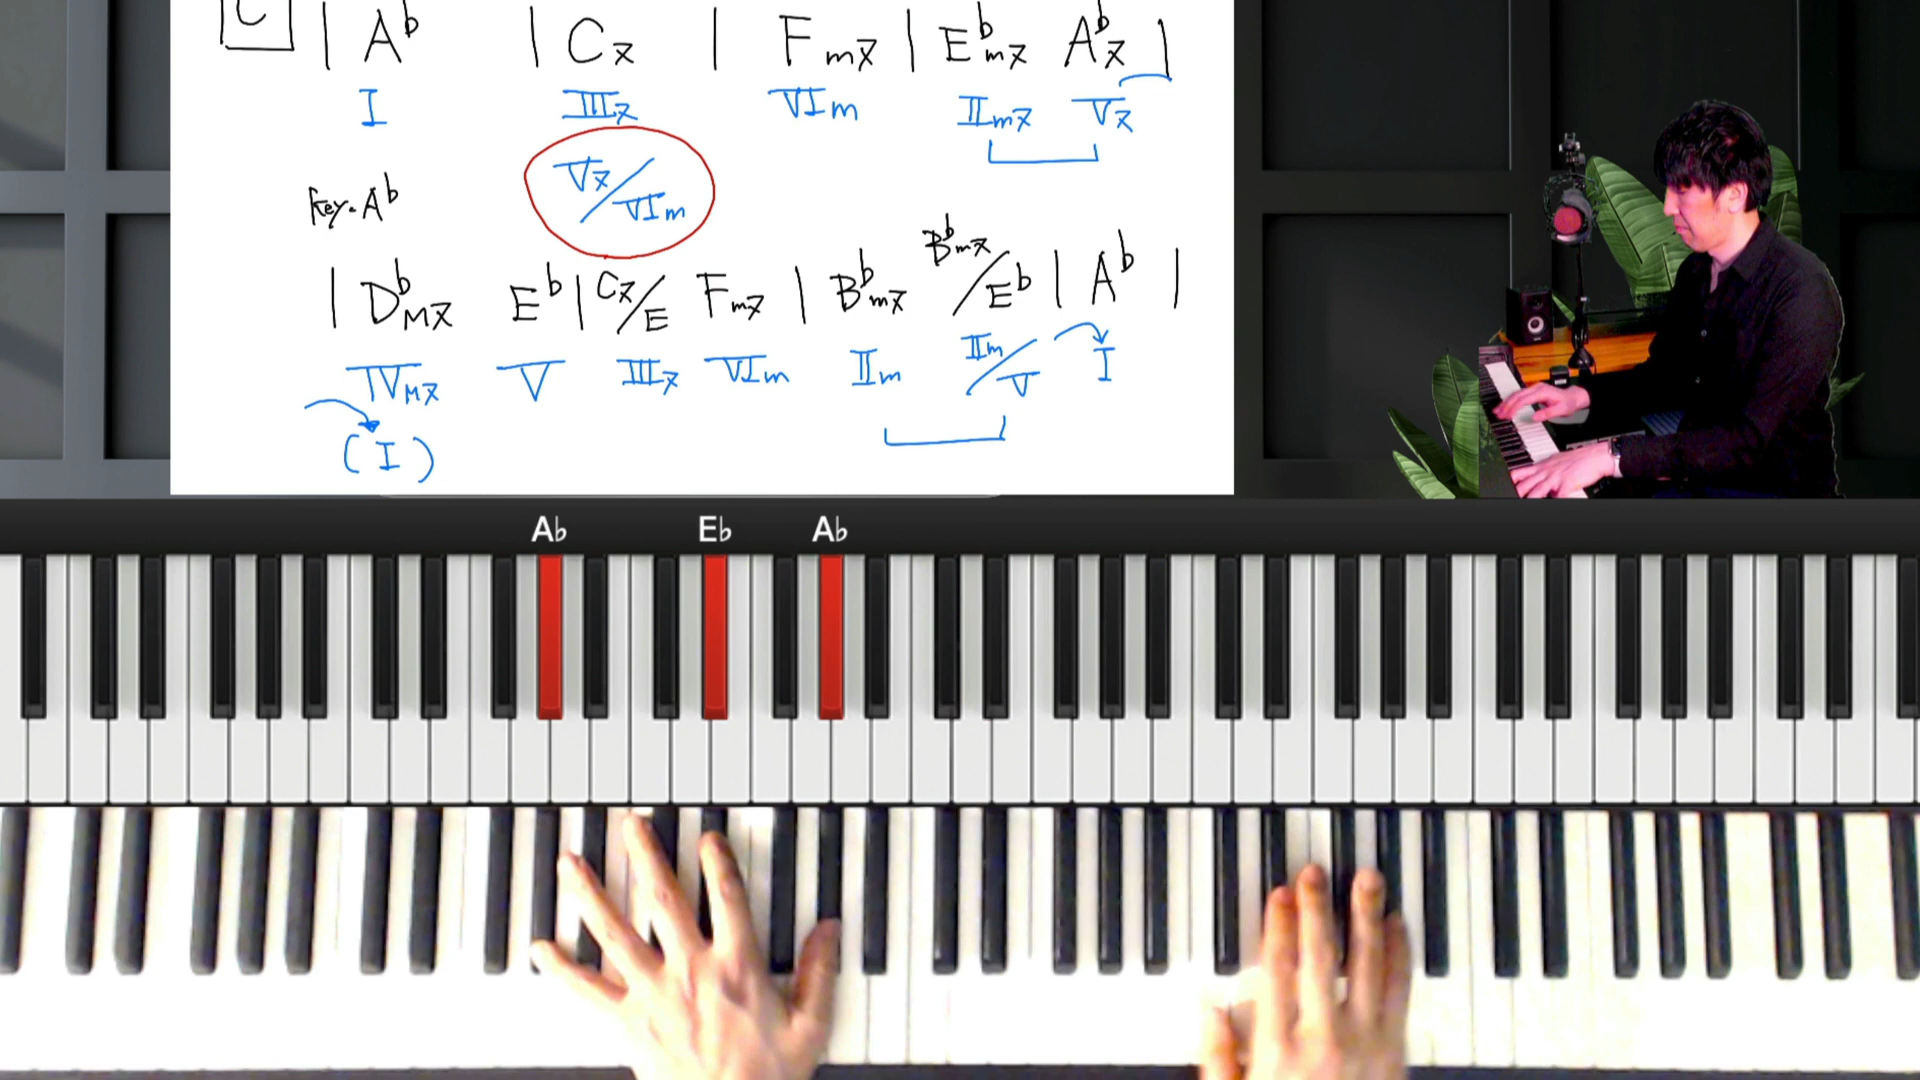 C | A♭ | C7 | Fm7 | E♭m7 A♭7 |
I III7 VIm IIm7 V7
V7/VIm
key. A♭
| D♭M7 E♭ | C7/E Fm7 | B♭m7 B♭m7/E♭ | A♭ |
IVM7 V III7 VIm IIm IIm/V I
(I)
A♭ E♭ A♭